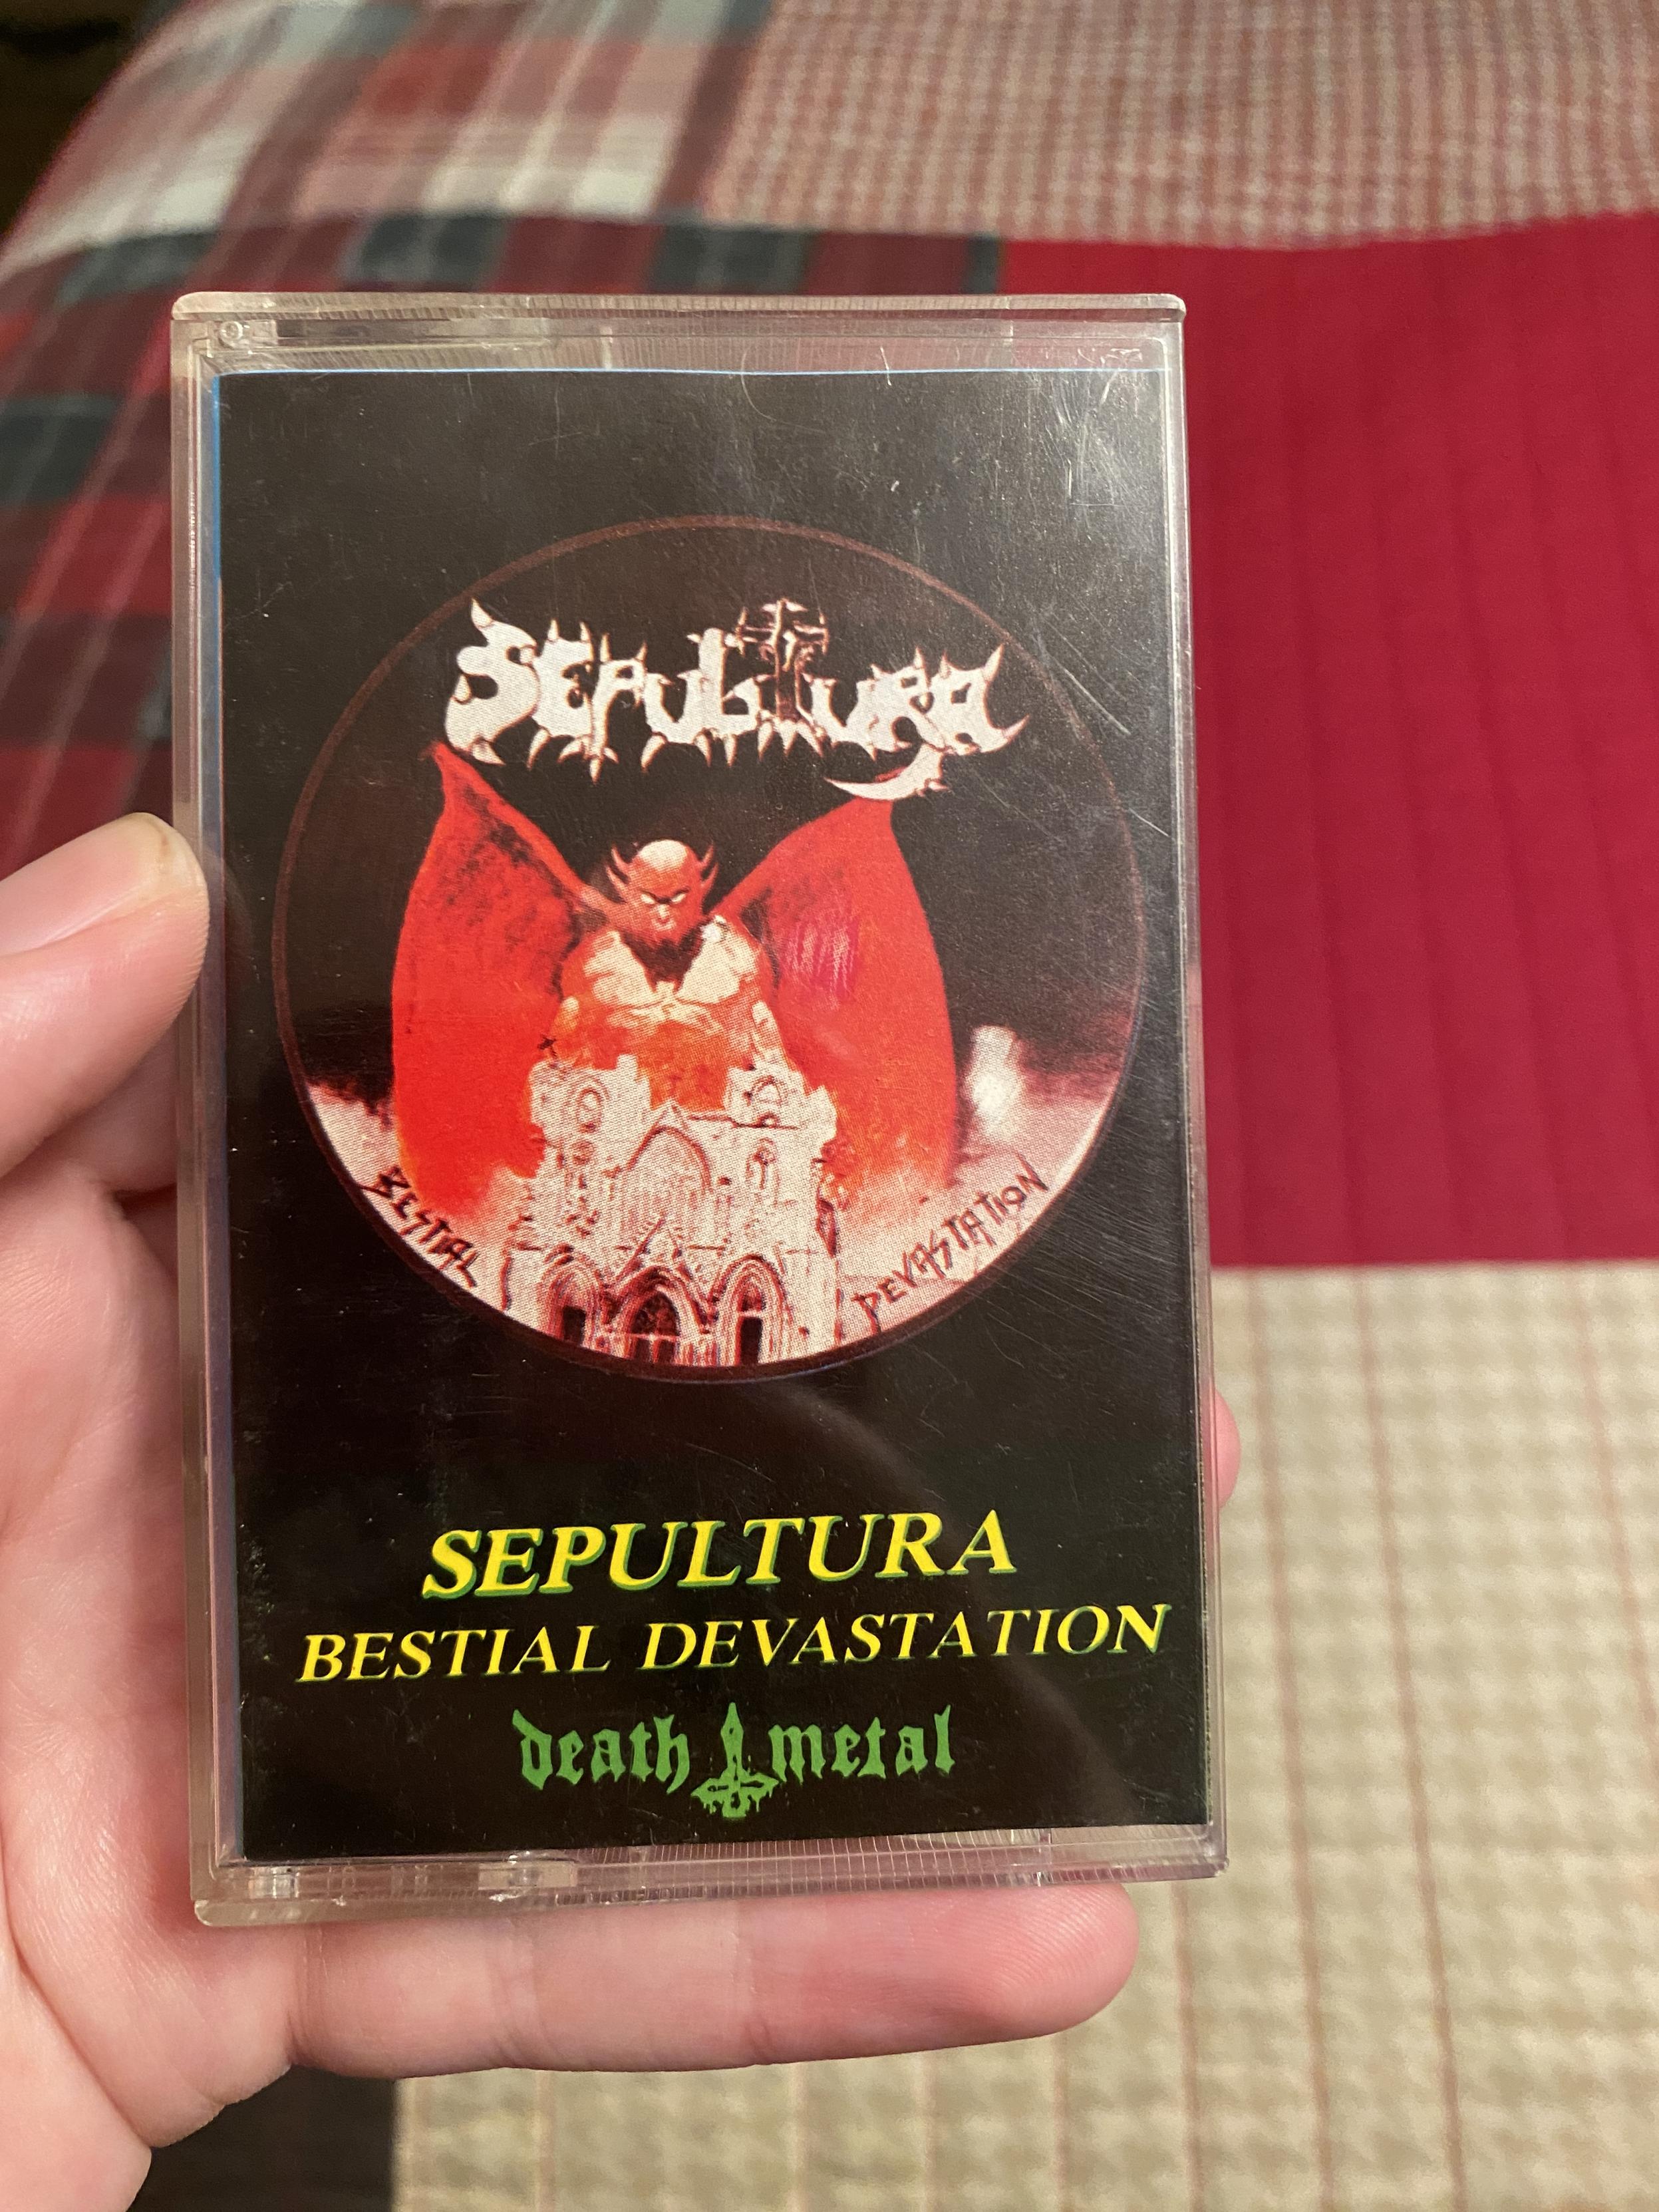 SEPULTURA
BESTIAL
DEVASTATION
SEPULTURA
BESTIAL DEVASTATION
death metal